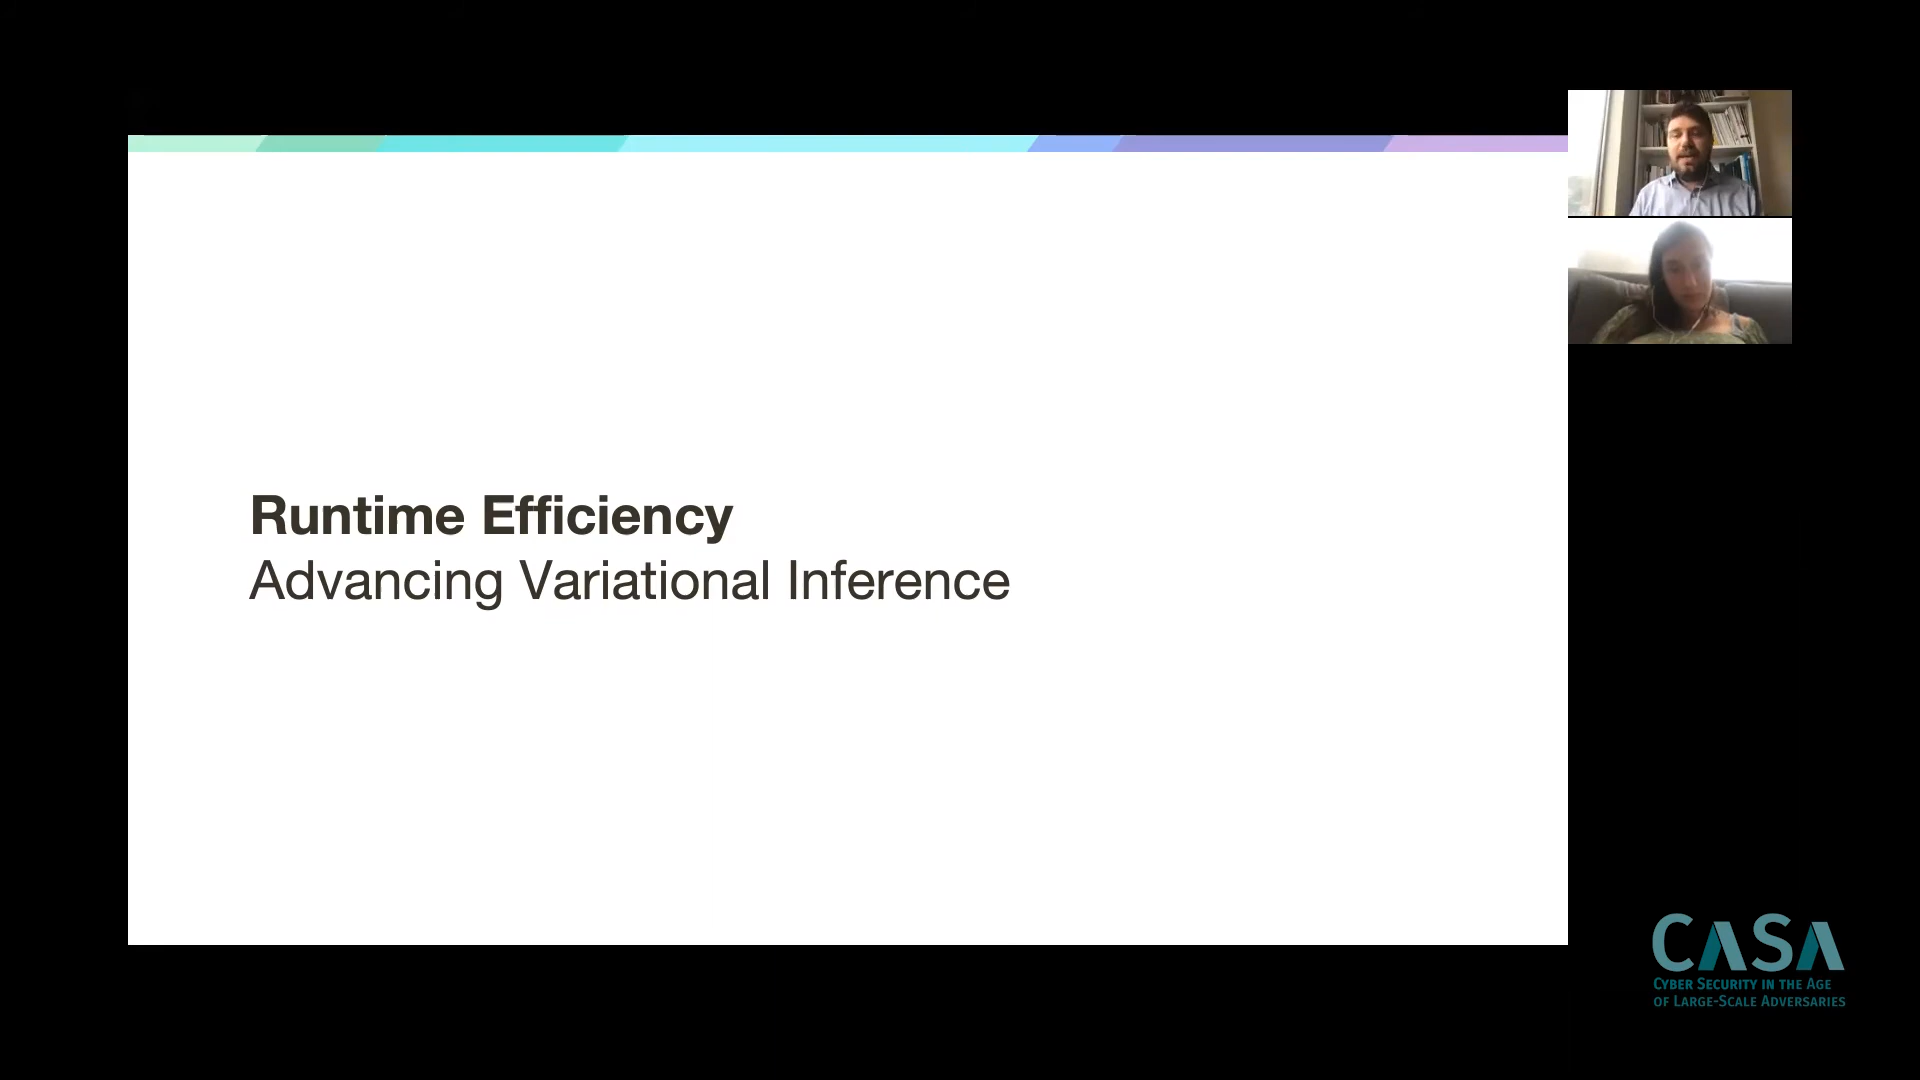 Runtime Efficiency
Advancing Variational Inference
CASA
CYBER SECURITY IN THE AGE
OF LARGE-SCALE ADVERSARIES